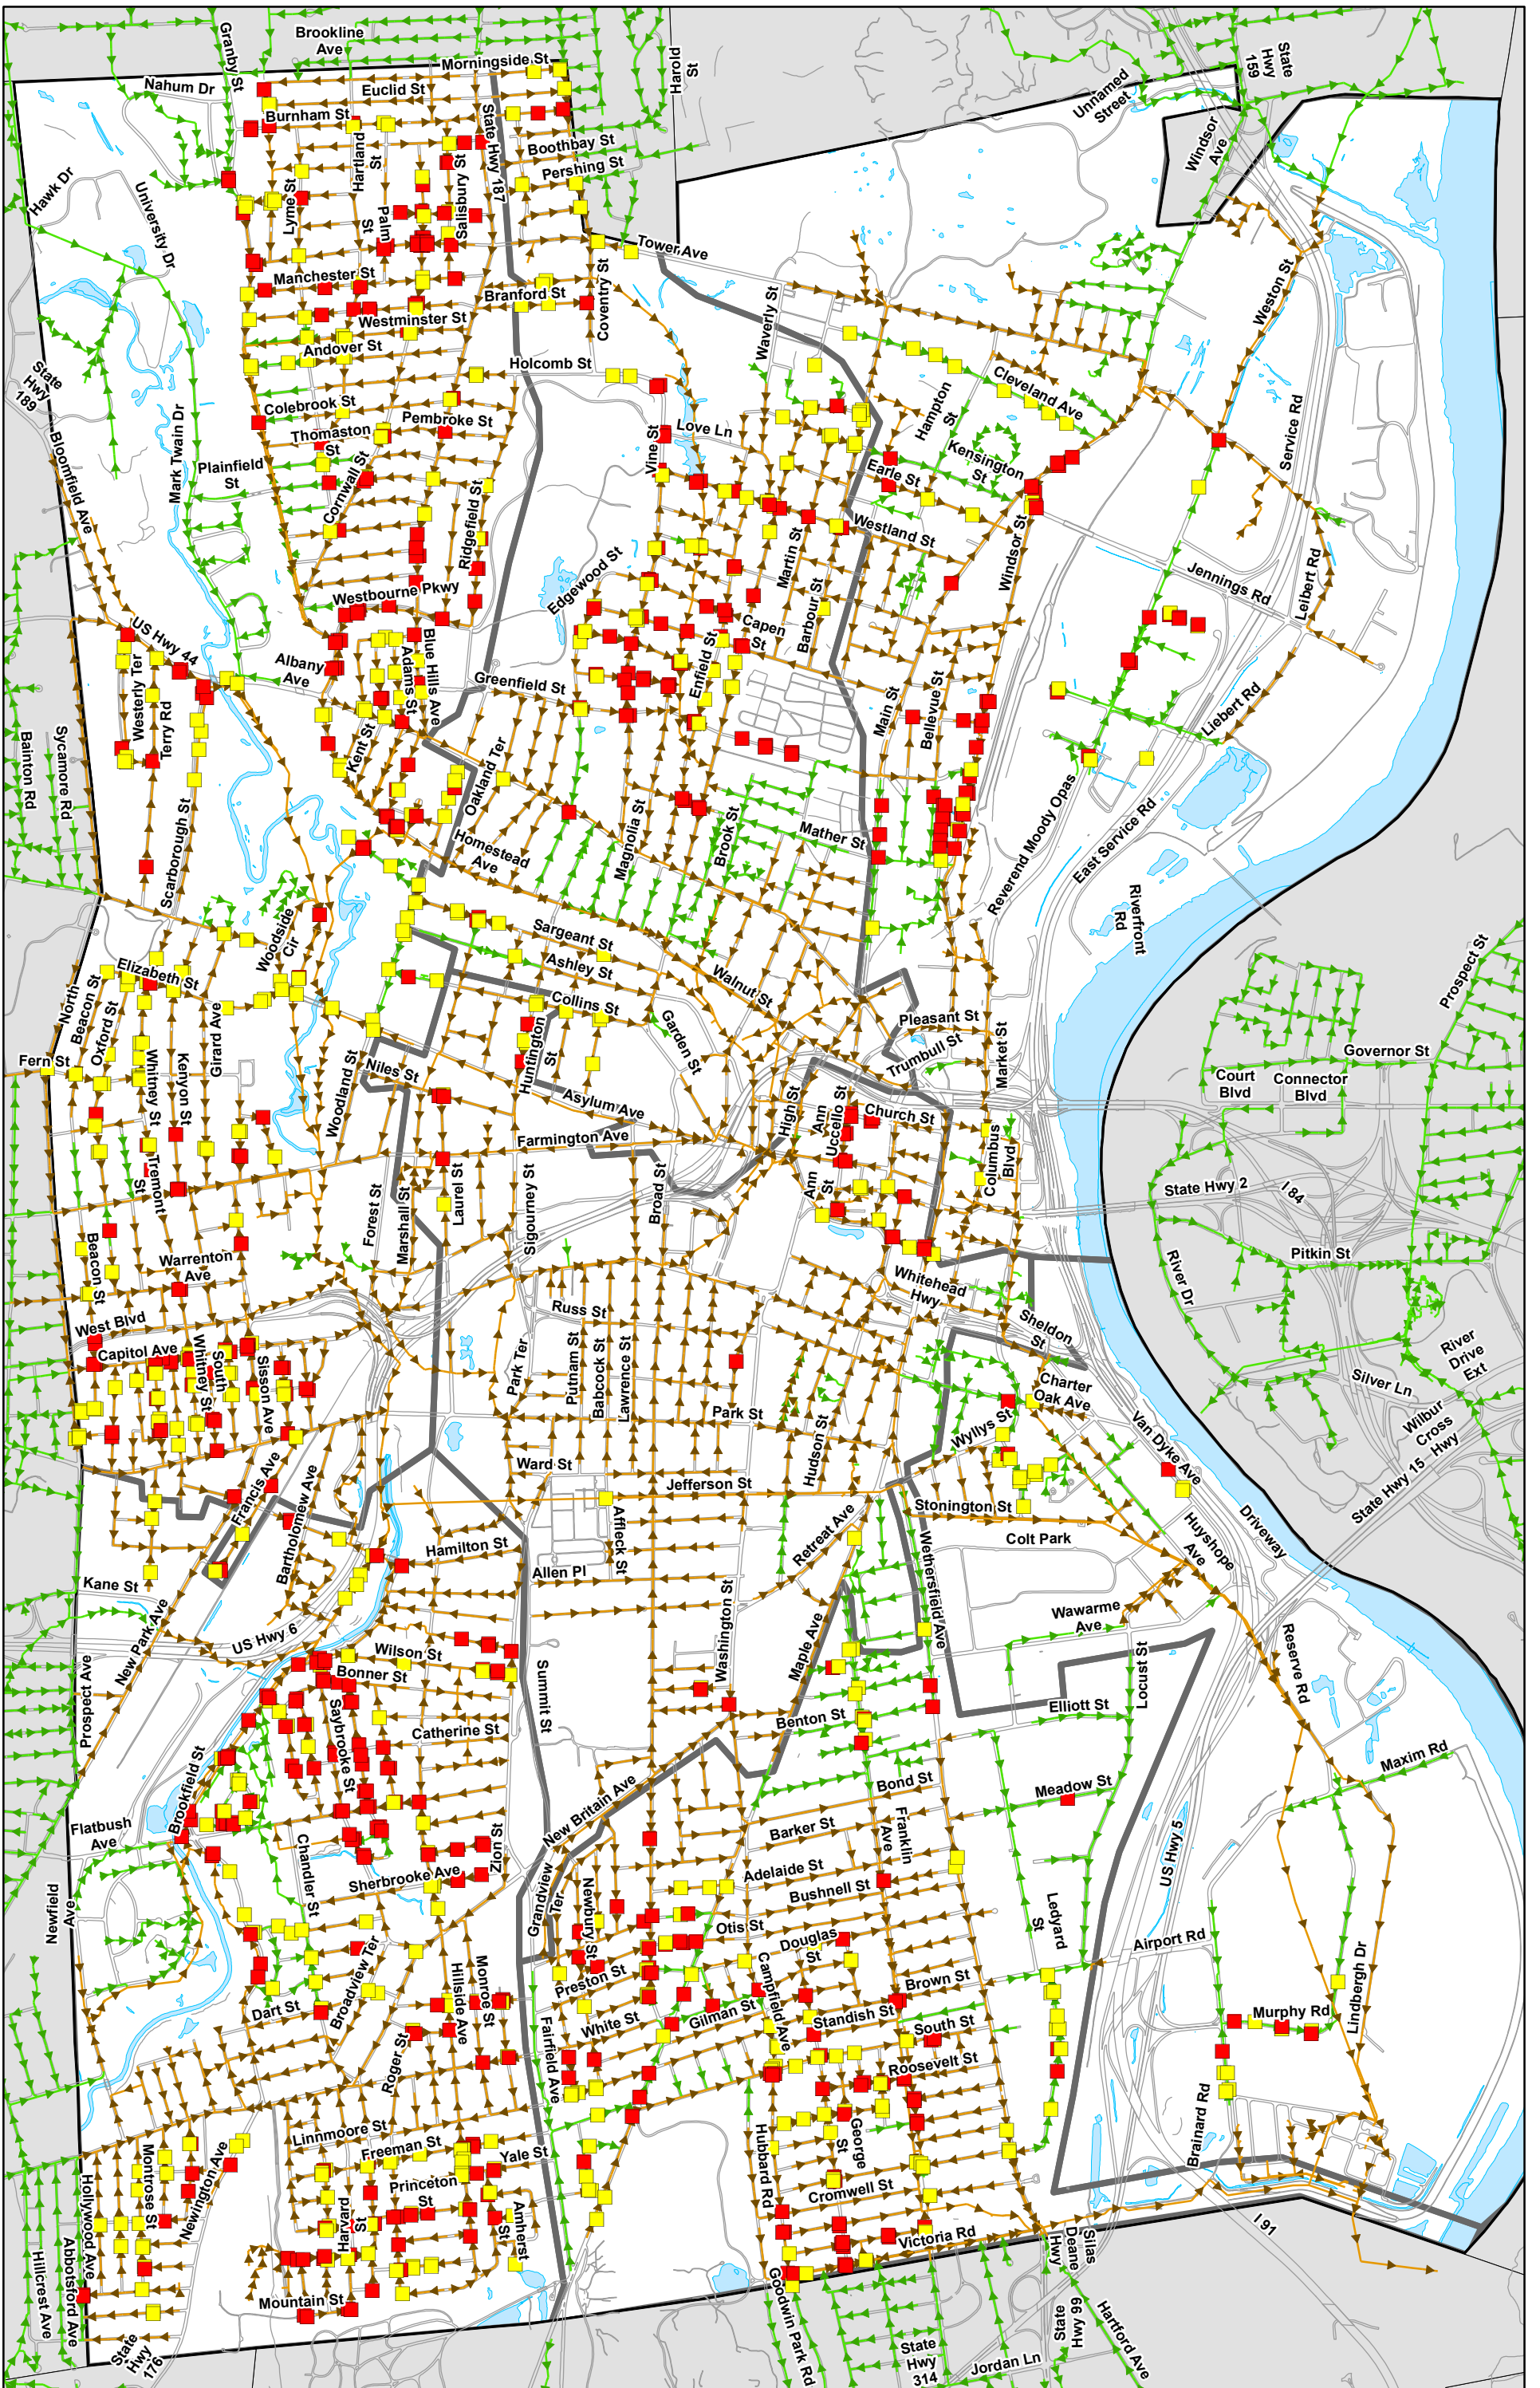 Brookline
Ave
Granby St
Morningside St
Harold
St
State
Hwy
159
Nahum Dr
Euclid St
Unnamed
Street
Burnham St
State Hwy 187
Windsor
Ave
Hartland
St
Boothbay St
Pershing St
Hawk Dr
University Dr
Lyme St
Palm
St
Salisbury St
Tower Ave
Manchester St
Branford St
Coventry St
Waverly St
Weston St
Westminster St
Andover St
Holcomb St
State
Hwy
189
Colebrook St
Pembroke St
Cleveland Ave
Hampton
St
Service Rd
Thomaston
St
Love Ln
Vine St
Mark Twain Dr
Plainfield
St
Cornwall St
Kensington
St
Earle St
Bloomfield Ave
Ridgefield St
Westland St
Windsor St
Martin St
Edgewood St
Jennings Rd
Leibert Rd
Westbourne Pkwy
Barbour St
Capen
St
US Hwy 44
Albany
Ave
Adams St
Blue Hills Ave
Enfield St
Westerly Ter
Terry Rd
Greenfield St
Main St
Bellevue St
Liebert Rd
Bainton Rd
Sycamore Rd
Kent St
Oakland Ter
Reverend Moody Opas
East Service Rd
Scarborough St
Homestead
Ave
Magnolia St
Brook St
Mather St
Riverfront
Rd
Woodside
Cir
Sargeant St
Ashley St
Walnut St
Elizabeth St
North
Beacon St
Oxford St
Collins St
Garden St
Pleasant St
Trumbull St
Market St
Prospect St
Girard Ave
Huntington
St
Fern St
Whitney St
Kenyon St
Niles St
Woodland St
Asylum Ave
Governor St
Court
Blvd
Connector
Blvd
High St
Ann
Uccello St
Church St
Farmington Ave
Columbus
Blvd
Tremont
St
Ann
St
State Hwy 2
I 84
Forest St
Marshall St
Laurel St
Sigourney St
Broad St
Beacon St
Warrenton
Ave
Pitkin St
River Dr
Whitehead
Hwy
West Blvd
Russ St
Sheldon
St
Capitol Ave
South
Whitney St
Sisson Ave
Park Ter
Putnam St
Babcock St
Lawrence St
River
Drive
Ext
Silver Ln
Charter
Oak Ave
Park St
Hudson St
Wyllys St
Van Dyke Ave
Wilbur
Cross
Hwy
State Hwy 15
Ward St
Jefferson St
Francis Ave
Bartholomew Ave
Affleck St
Stonington St
Retreat Ave
Wethersfield Ave
Colt Park
Huyshope
Ave
Driveway
Hamilton St
Allen Pl
Kane St
New Park Ave
US Hwy 6
Washington St
Wawarme
Ave
Wilson St
Bonner St
Maple Ave
Locust St
Reserve Rd
Prospect Ave
Summit St
Saybrooke St
Elliott St
Catherine St
Benton St
Brookfield St
Maxim Rd
Bond St
Meadow St
New Britain Ave
Flatbush
Ave
Barker St
Franklin
Ave
US Hwy 5
Zion St
Chandler St
Sherbrooke Ave
Adelaide St
Bushnell St
Grandview
Ter
Newbury St
Newfield
Ave
Otis St
Ledyard
St
Airport Rd
Douglas
St
Broadview Ter
Preston St
Campfield Ave
Brown St
Lindbergh Dr
Dart St
Hillside Ave
Monroe St
White St
Gilman St
Standish St
South St
Murphy Rd
Roger St
Fairfield Ave
Roosevelt St
Linnmoore St
Freeman St
Yale St
George
St
Brainard Rd
Montrose St
Newington Ave
Princeton
St
Hubbard Rd
Cromwell St
Hollywood Ave
Harvard
St
Amherst
St
Victoria Rd
I 91
Hillcrest Ave
Abbotsford Ave
Silas
Deane
Hwy
Mountain St
Goodwin Park Rd
State
Hwy
176
State
Hwy
314
Jordan Ln
State
Hwy 99
Hartford Ave